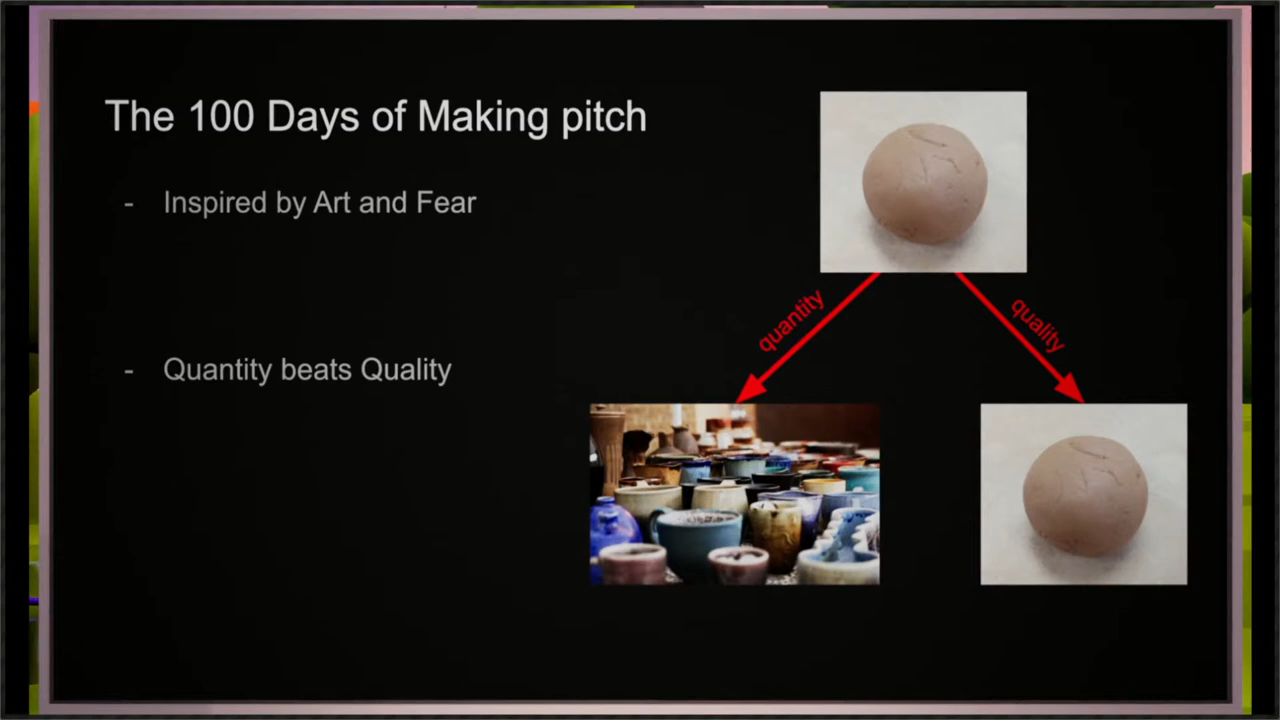 The 100 Days of Making pitch
- Inspired by Art and Fear
- Quantity beats Quality
quantity
quality